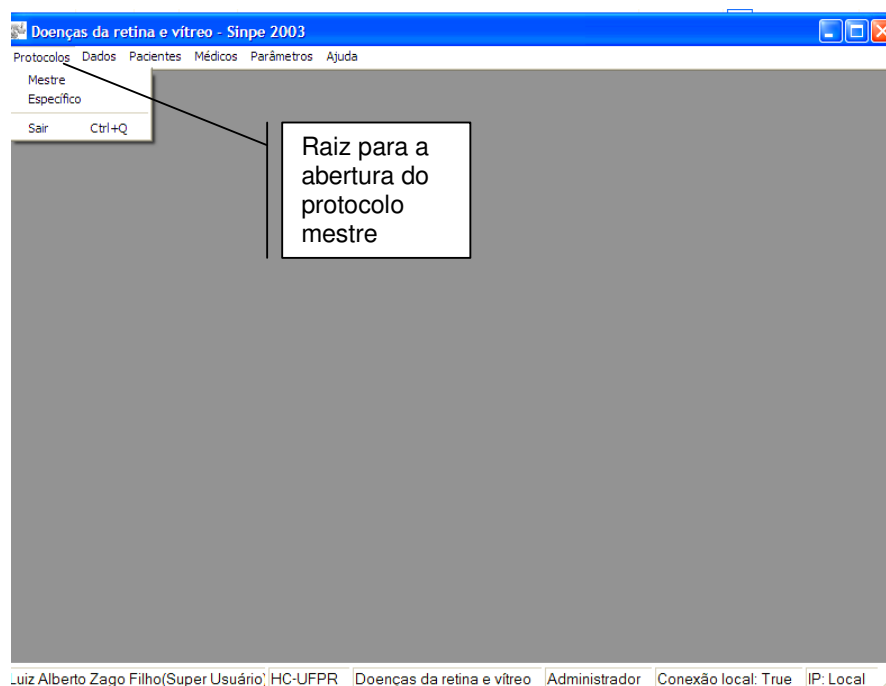 Doenças da retina e vítreo - Sinpe 2003
Protocolos Dados Pacientes Médicos Parâmetros Ajuda
Mestre
Específico
Sair Ctrl+Q
Raiz para a
abertura do
protocolo
mestre
Luiz Alberto Zago Filho(Super Usuário) HC-UFPR Doenças da retina e vítreo Administrador Conexão local: True IP: Local